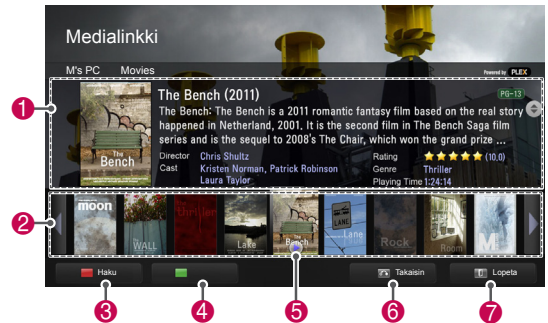 Medialinkki
M's PC Movies Powered by PLEX
1
The Bench (2011) PG-13
The Bench: The Bench is a 2011 romantic fantasy film based on the real story
happened in Netherland, 2001. It is the second film in The Bench Saga film
series and is the sequel to 2008's The Chair, which won the grand prize ...
Director Chris Shultz Rating (10.0)
Cast Kristen Norman, Patrick Robinson Genre Thriller
Laura Taylor Playing Time 1:24:14
The Bench
2
moon WALL thriller Lake The Bench LANE LANE Rock Room M
Haku Takaisin Lopeta
3 4 5 6 7